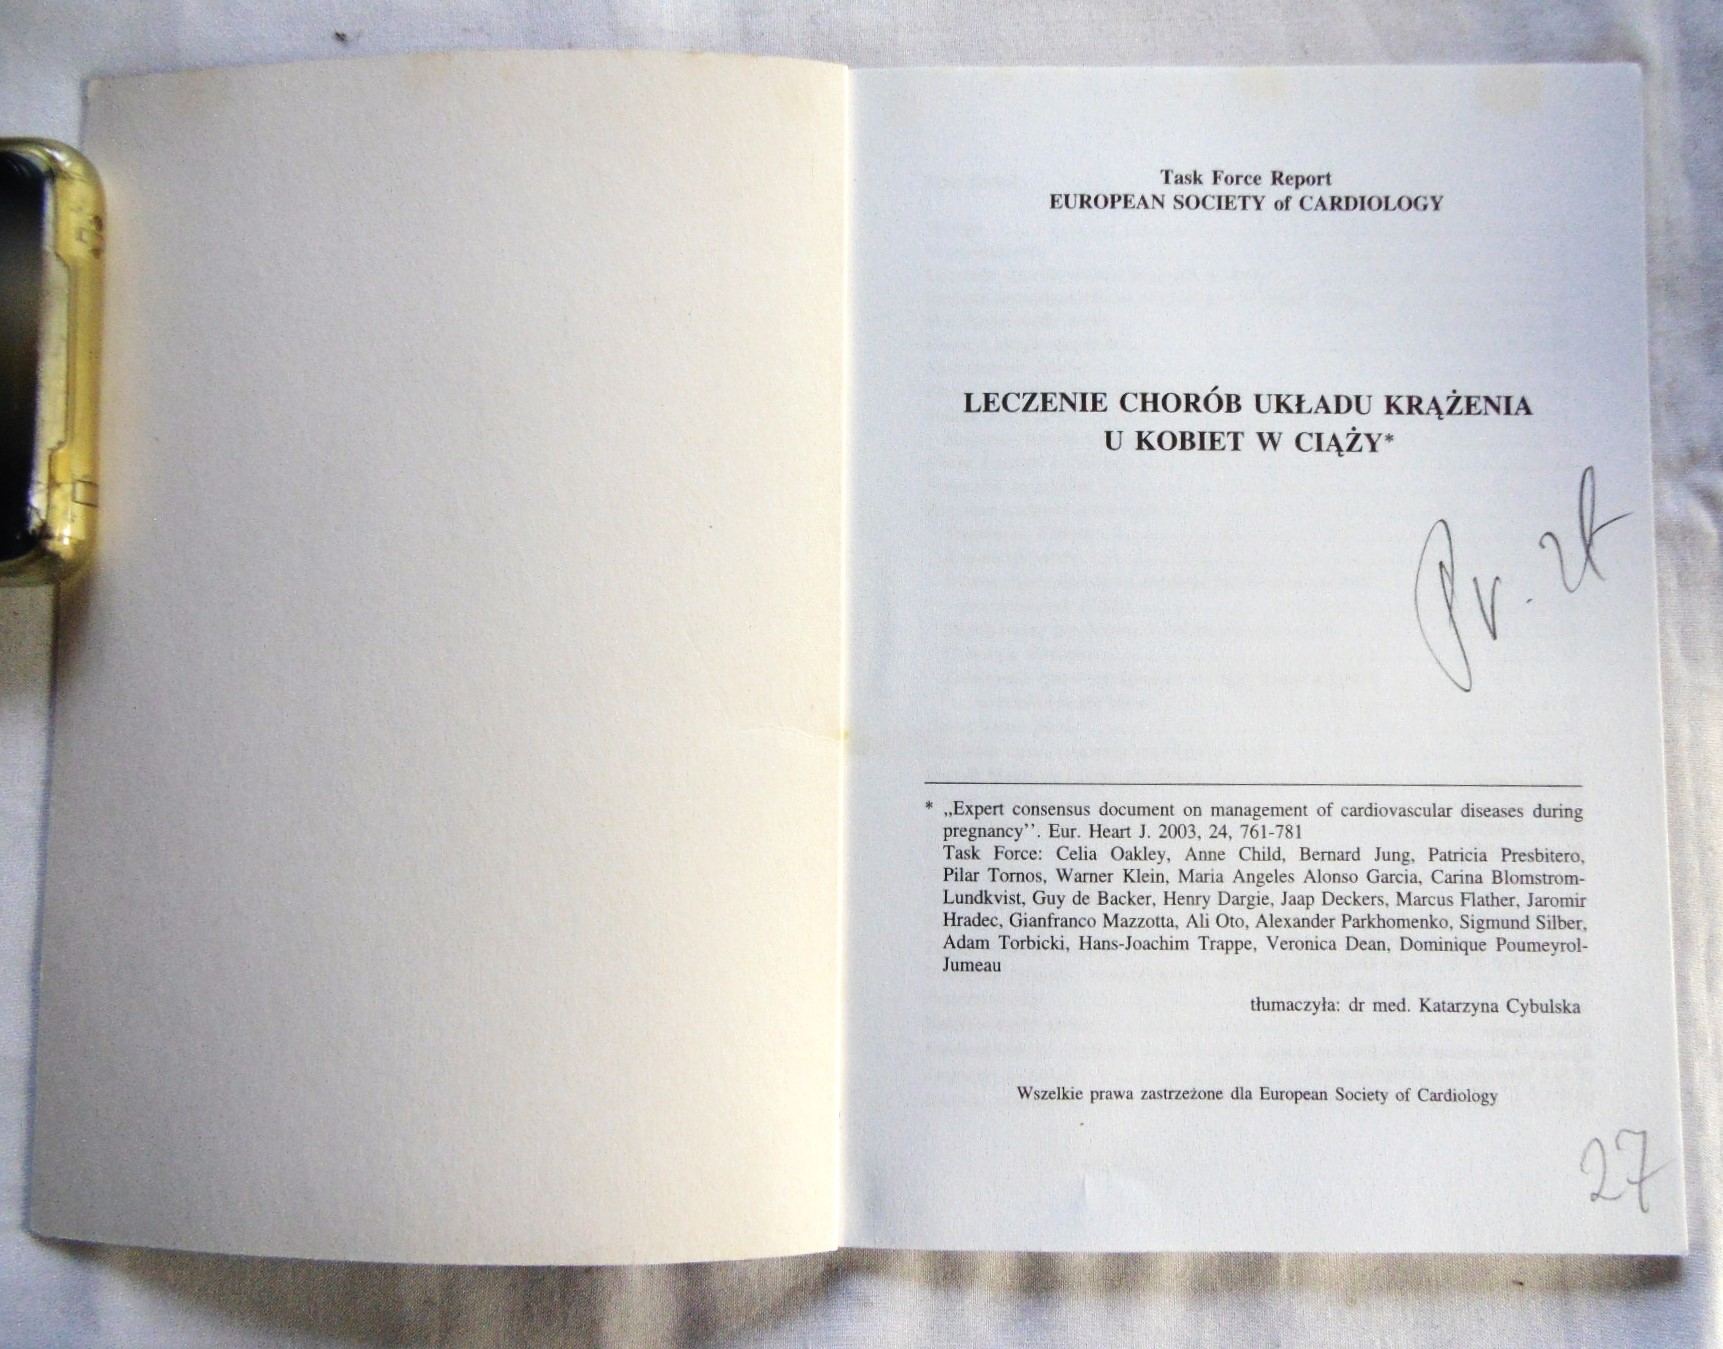 Task Force Report
EUROPEAN SOCIETY of CARDIOLOGY
LECZENIE CHORÓB UKŁADU KRĄŻENIA
U KOBIET W CIĄŻY*
* „Expert consensus document on management of cardiovascular diseases during
pregnancy’’. Eur. Heart J. 2003, 24, 761-781
Task Force: Celia Oakley, Anne Child, Bernard Jung, Patricia Presbitero,
Pilar Tornos, Warner Klein, Maria Angeles Alonso Garcia, Carina Blomstrom-
Lundkvist, Guy de Backer, Henry Dargie, Jaap Deckers, Marcus Flather, Jaromir
Hradec, Gianfranco Mazzotta, Ali Oto, Alexander Parkhomenko, Sigmund Silber,
Adam Torbicki, Hans-Joachim Trappe, Veronica Dean, Dominique Poumeyrol-
Jumeau
tłumaczyła: dr med. Katarzyna Cybulska
Wszelkie prawa zastrzeżone dla European Society of Cardiology
27